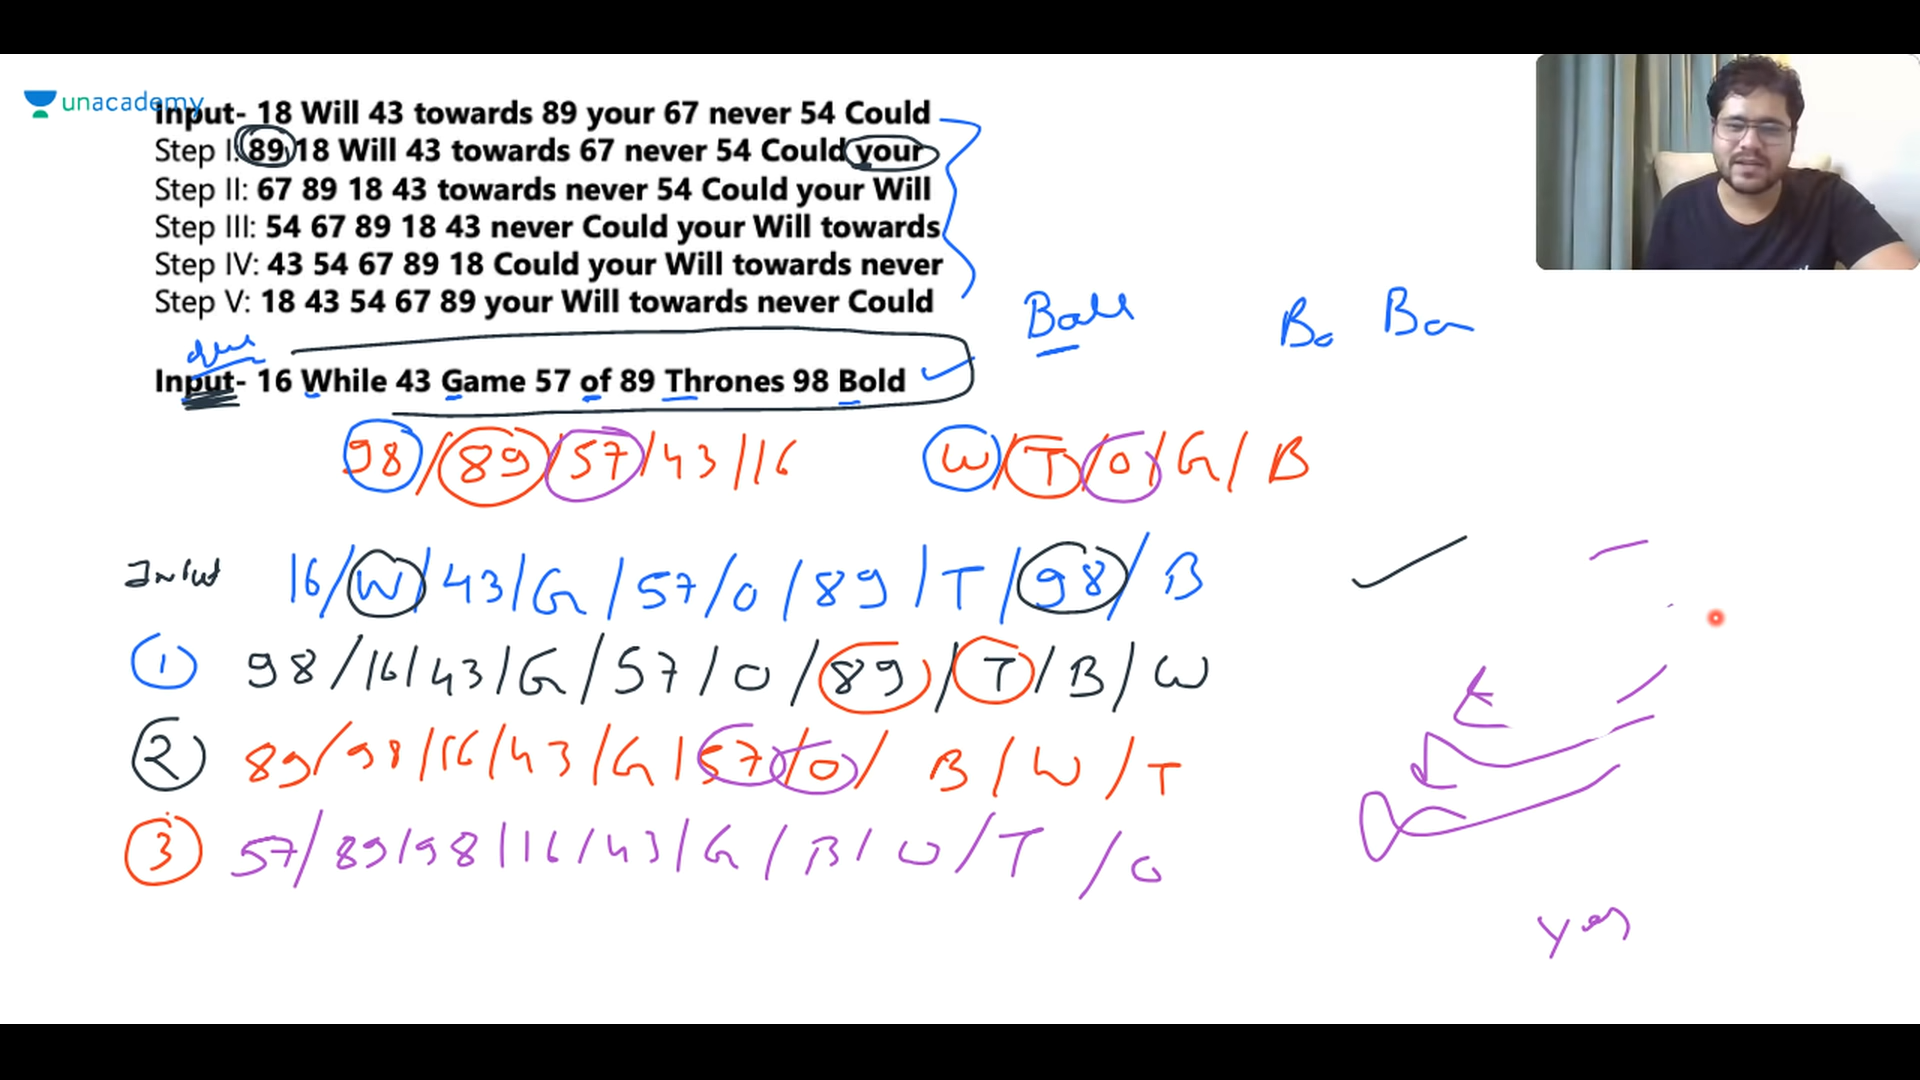 unacademy
Input- 18 Will 43 towards 89 your 67 never 54 Could
Step I: 89 18 Will 43 towards 67 never 54 Could your
Step II: 67 89 18 43 towards never 54 Could your Will
Step III: 54 67 89 18 43 never Could your Will towards
Step IV: 43 54 67 89 18 Could your Will towards never
Step V: 18 43 54 67 89 your Will towards never Could
Ball Bo Ba
Input- 16 While 43 Game 57 of 89 Thrones 98 Bold
98/89/57/43/16 W/T/O/G/B
Input 16/W/43/G/57/O/89/T/98/B
1 98/16/43/G/57/O/89/T/B/W
2 89/98/16/43/G/57/O/B/W/T
3 57/89/98/16/43/G/B/W/T/O
Yes